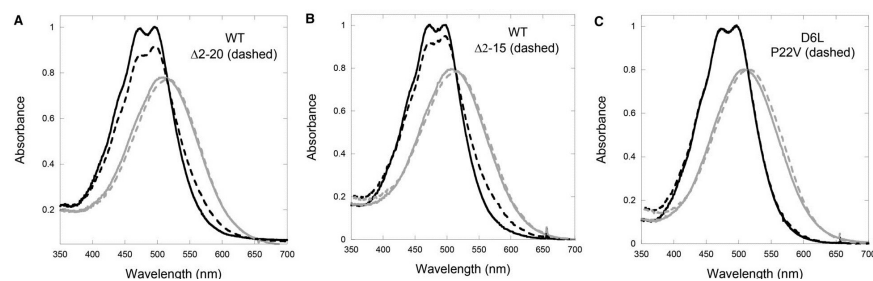 A
WT
Δ2-20 (dashed)
Absorbance
1
0.8
0.6
0.4
0.2
350 400 450 500 550 600 650 700
Wavelength (nm)
B
WT
Δ2-15 (dashed)
Absorbance
1
0.8
0.6
0.4
0.2
0
350 400 450 500 550 600 650 700
Wavelength (nm)
C
D6L
P22V (dashed)
Absorbance
1
0.8
0.6
0.4
0.2
0
350 400 450 500 550 600 650 700
Wavelength (nm)